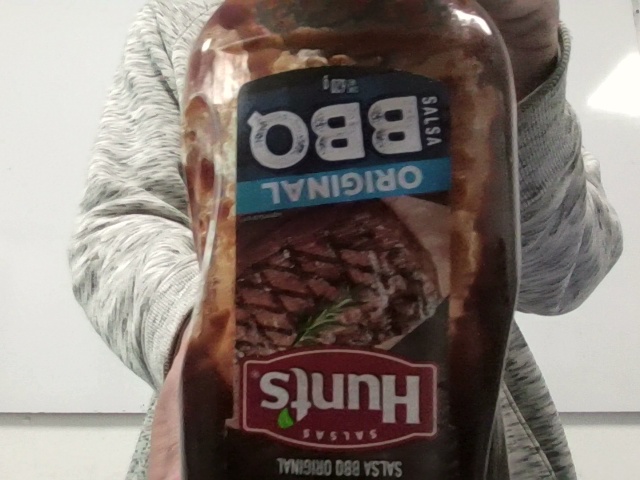 SALSA BBQ ORIGINAL
SALSAS
Hunt's
ORIGINAL
SALSA
BBQ